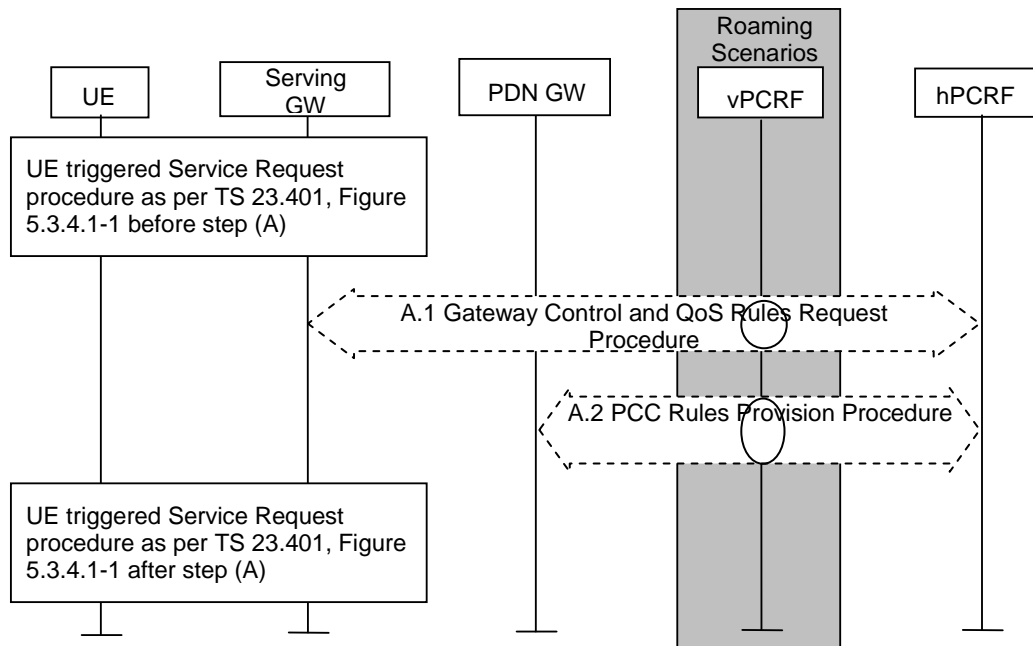 Roaming
Scenarios
UE
Serving
GW
PDN GW
vPCRF
hPCRF
UE triggered Service Request
procedure as per TS 23.401, Figure
5.3.4.1-1 before step (A)
A.1 Gateway Control and QoS Rules Request
Procedure
A.2 PCC Rules Provision Procedure
UE triggered Service Request
procedure as per TS 23.401, Figure
5.3.4.1-1 after step (A)